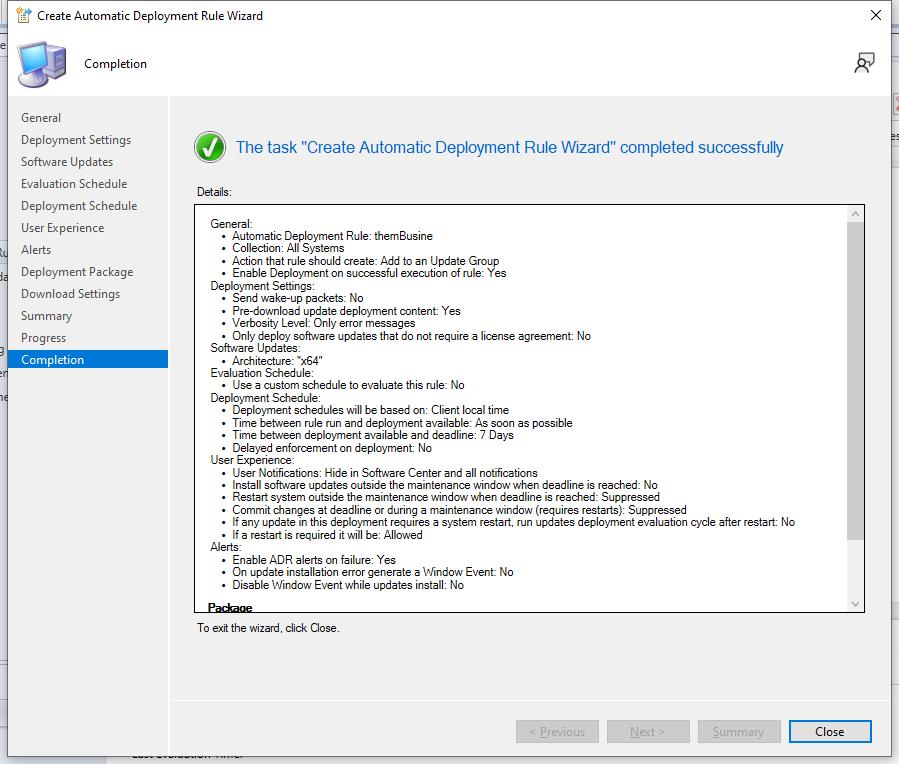 Create Automatic Deployment Rule Wizard
Completion
General
Deployment Settings
Software Updates
Evaluation Schedule
Deployment Schedule
User Experience
Alerts
Deployment Package
Download Settings
Summary
Progress
Completion
The task "Create Automatic Deployment Rule Wizard" completed successfully
Details:
General:
• Automatic Deployment Rule: themBusine
• Collection: All Systems
• Action that rule should create: Add to an Update Group
• Enable Deployment on successful execution of rule: Yes
Deployment Settings:
• Send wake-up packets: No
• Pre-download update deployment content: Yes
• Verbosity Level: Only error messages
• Only deploy software updates that do not require a license agreement: No
Software Updates:
• Architecture: "x64"
Evaluation Schedule:
• Use a custom schedule to evaluate this rule: No
Deployment Schedule:
• Deployment schedules will be based on: Client local time
• Time between rule run and deployment available: As soon as possible
• Time between deployment available and deadline: 7 Days
• Delayed enforcement on deployment: No
User Experience:
• User Notifications: Hide in Software Center and all notifications
• Install software updates outside the maintenance window when deadline is reached: No
• Restart system outside the maintenance window when deadline is reached: Suppressed
• Commit changes at deadline or during a maintenance window (requires restarts): Suppressed
• If any update in this deployment requires a system restart, run updates deployment evaluation cycle after restart: No
• If a restart is required it will be: Allowed
Alerts:
• Enable ADR alerts on failure: Yes
• On update installation error generate a Window Event: No
• Disable Window Event while updates install: No
Package
To exit the wizard, click Close.
< Previous
Next >
Summary
Close
Last Evaluation Time: